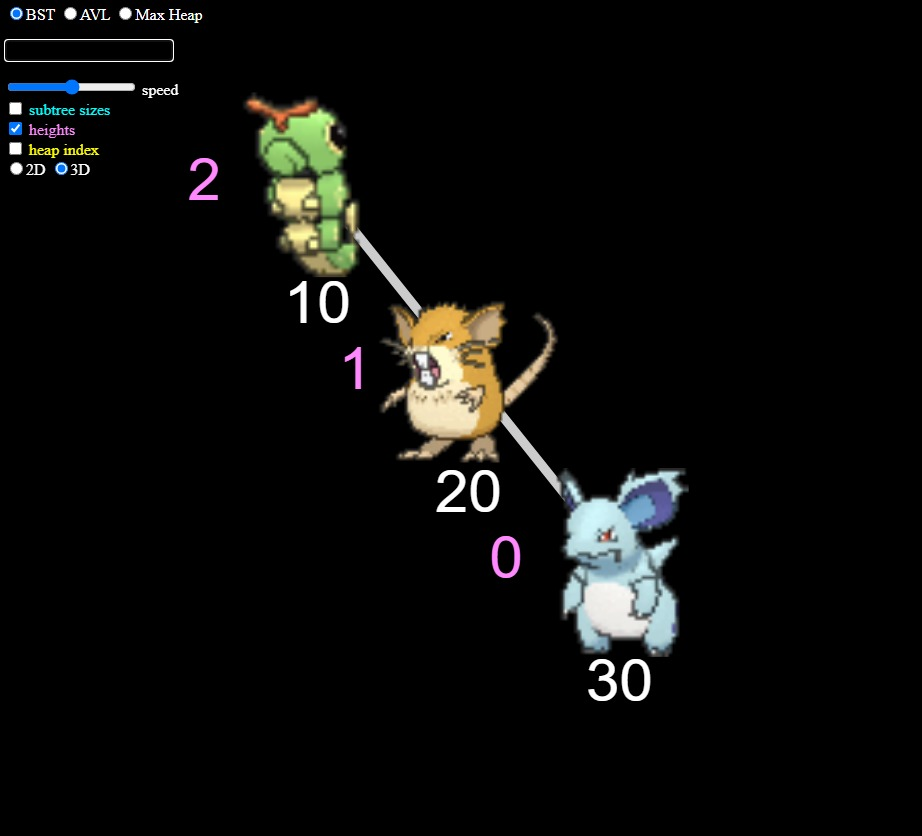 BST AVL Max Heap
speed
subtree sizes
heights
heap index
2D 3D
2
10
1
20
0
30